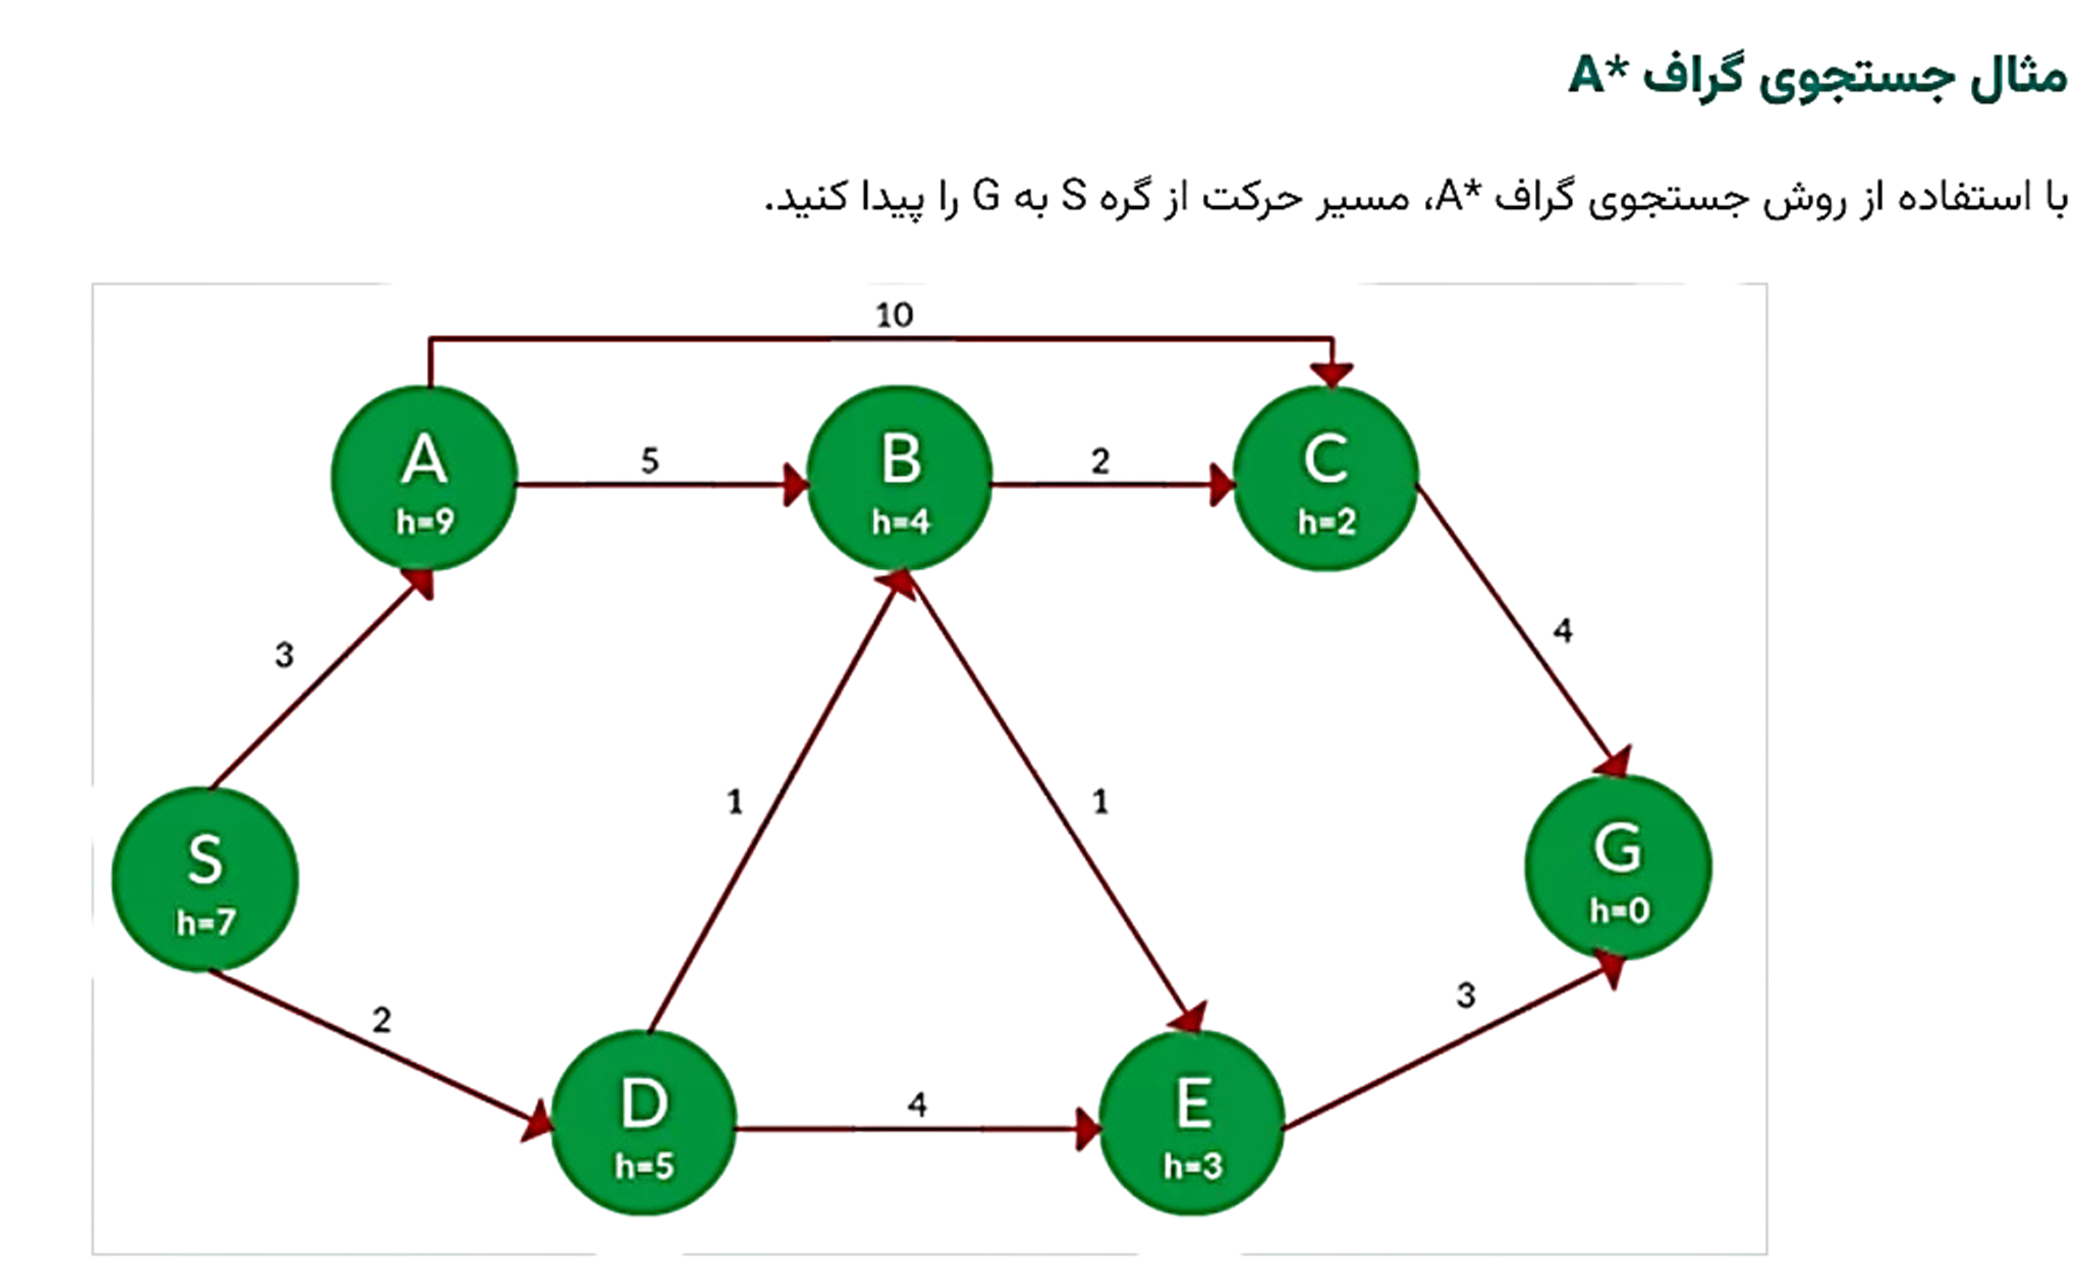 مثال جستجوی گراف A*
با استفاده از روش جستجوی گراف A*، مسیر حرکت از گره S به G را پیدا کنید.
10
A
h=9
5
B
h=4
2
C
h=2
3
4
S
h=7
1
1
G
h=0
2
3
D
h=5
4
E
h=3